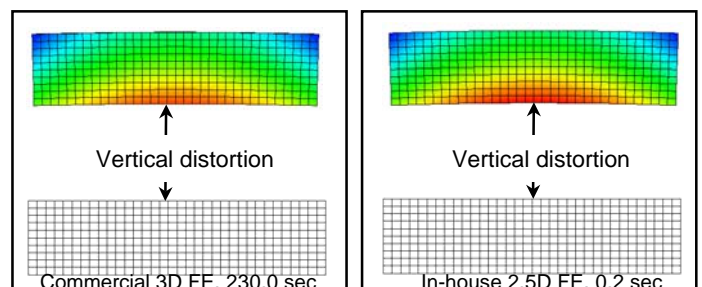 Vertical distortion
Vertical distortion
Commercial 3D FE, 230.0 sec
In-house 2.5D FE, 0.2 sec